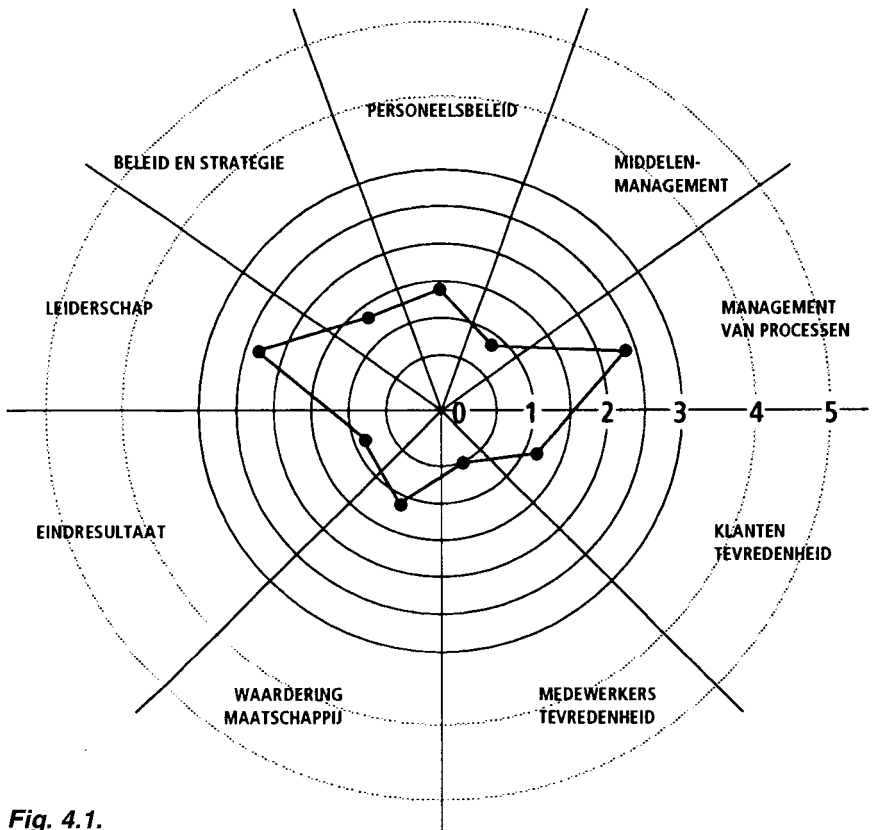 PERSONEELSBELEID
BELEID EN STRATEGIE
MIDDELEN-
MANAGEMENT
LEIDERSCHAP
MANAGEMENT
VAN PROCESSEN
0 1 2 3 4 5
EINDRESULTAAT
KLANTEN
TEVREDENHEID
WAARDERING
MAATSCHAPPIJ
MEDEWERKERS
TEVREDENHEID
Fig. 4.1.